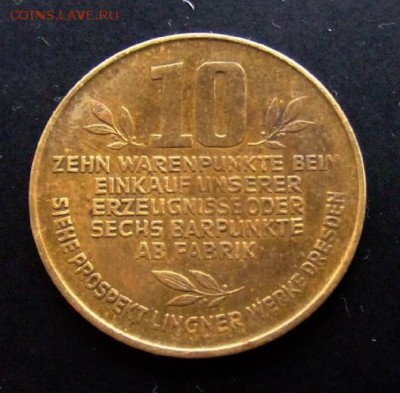 COINS.LAVE.RU
10
ZEHN WARENPUNKTE BEIM
EINKAUF UNSERER
ERZEUGNISSE ODER
SECHS BARPUNKTE
AB FABRIK
SIEHE PROSPEKT LINGNER WERKE DRESDEN